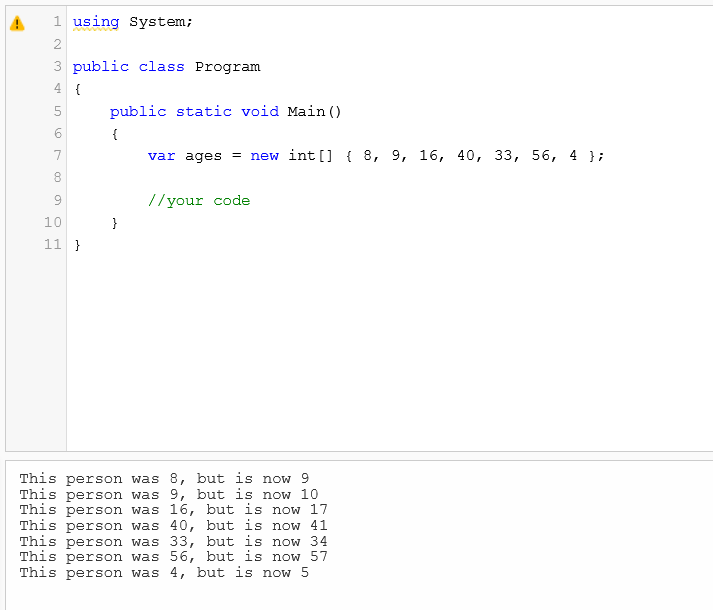 1 using System;
2
3 public class Program
4 {
5 public static void Main()
6 {
7 var ages = new int[] { 8, 9, 16, 40, 33, 56, 4 };
8
9 //your code
10 }
11 }
This person was 8, but is now 9
This person was 9, but is now 10
This person was 16, but is now 17
This person was 40, but is now 41
This person was 33, but is now 34
This person was 56, but is now 57
This person was 4, but is now 5